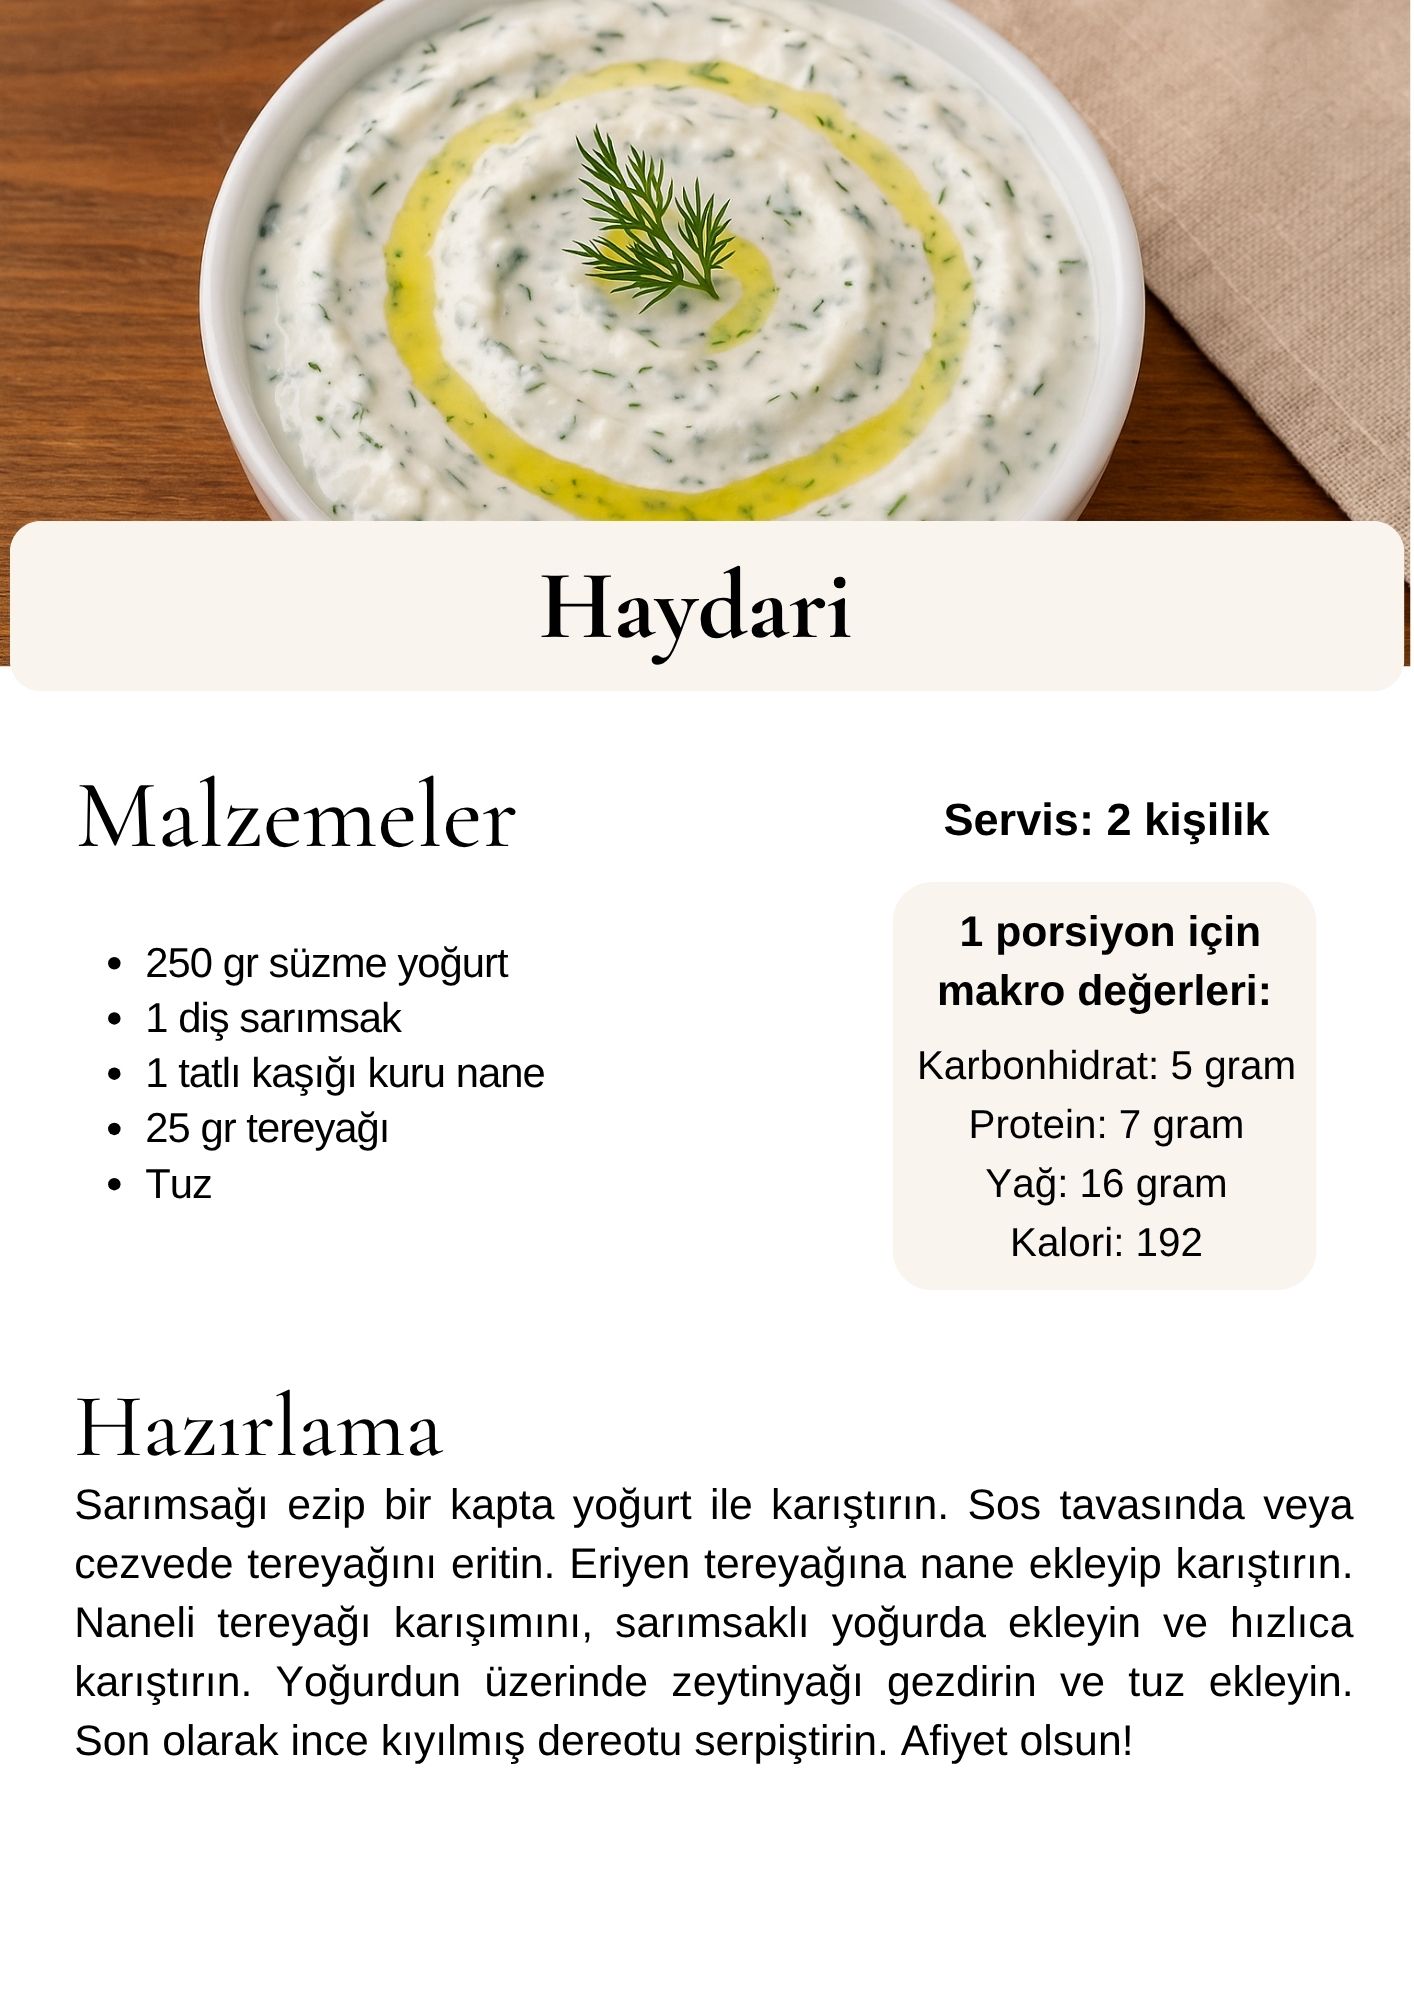 Haydari
Malzemeler
• 250 gr süzme yoğurt
• 1 diş sarımsak
• 1 tatlı kaşığı kuru nane
• 25 gr tereyağı
• Tuz
Servis: 2 kişilik
1 porsiyon için
makro değerleri:
Karbonhidrat: 5 gram
Protein: 7 gram
Yağ: 16 gram
Kalori: 192
Hazırlama
Sarımsağı ezip bir kapta yoğurt ile karıştırın. Sos tavasında veya
cezvede tereyağını eritin. Eriyen tereyağına nane ekleyip karıştırın.
Naneli tereyağı karışımını, sarımsaklı yoğurda ekleyin ve hızlıca
karıştırın. Yoğurdun üzerinde zeytinyağı gezdirin ve tuz ekleyin.
Son olarak ince kıyılmış dereotu serpiştirin. Afiyet olsun!